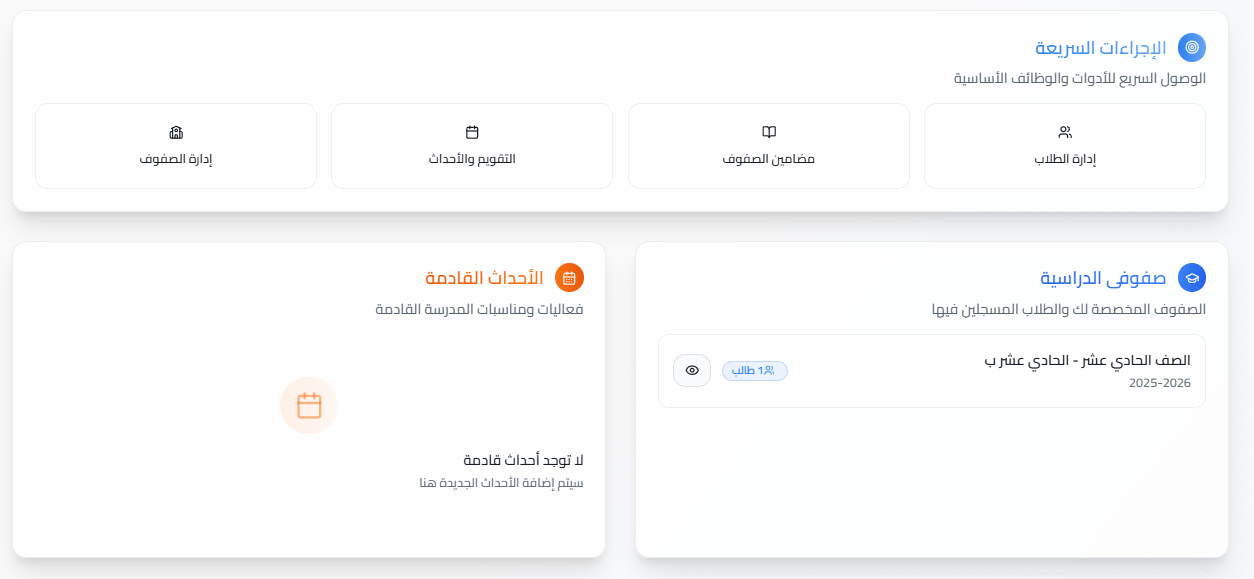 الإجراءات السريعة
الوصول السريع للأدوات والوظائف الأساسية
إدارة الطلاب
مضامين الصفوف
التقويم والأحداث
إدارة الصفوف
صفوفي الدراسية
الصفوف المخصصة لك والطلاب المسجلين فيها
الصف الحادي عشر - الحادي عشر ب
2025-2026
1 طالب
الأحداث القادمة
فعاليات ومناسبات المدرسة القادمة
لا توجد أحداث قادمة
سيتم إضافة الأحداث الجديدة هنا